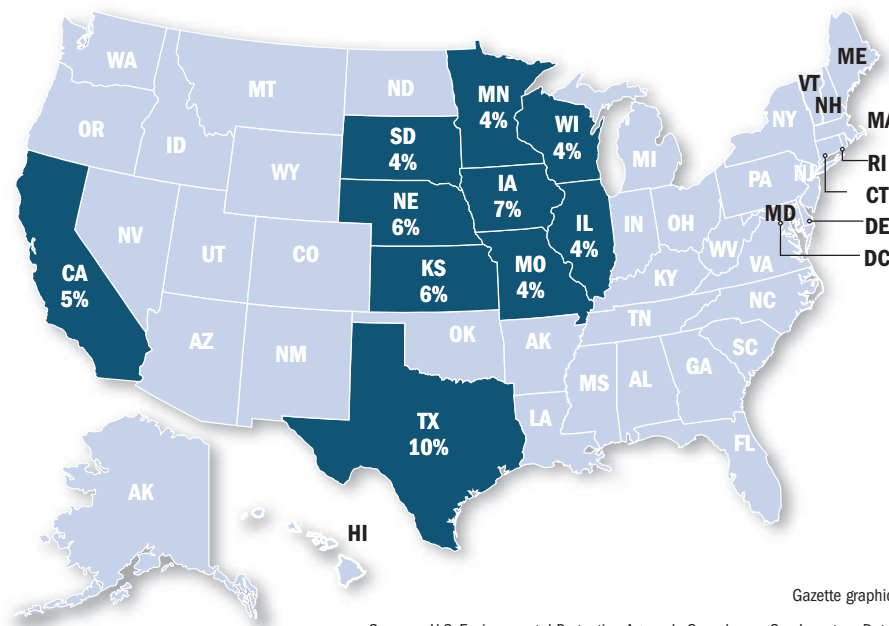 WA
MT
ND
MN
4%
ME
VT
NH
OR
ID
SD
4%
WI
4%
NY
MA
MI
RI
WY
NE
6%
IA
7%
PA
NJ
CT
NV
UT
CO
IL
4%
IN
OH
MD
DE
WV
DC
CA
5%
KS
6%
MO
4%
KY
VA
NC
TN
AZ
NM
OK
AK
SC
MS
AL
GA
TX
10%
LA
FL
AK
HI
Gazette graphic